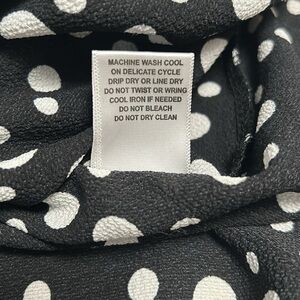 MACHINE WASH COOL
ON DELICATE CYCLE
DRIP DRY OR LINE DRY
DO NOT TWIST OR WRING
COOL IRON IF NEEDED
DO NOT BLEACH
DO NOT DRY CLEAN